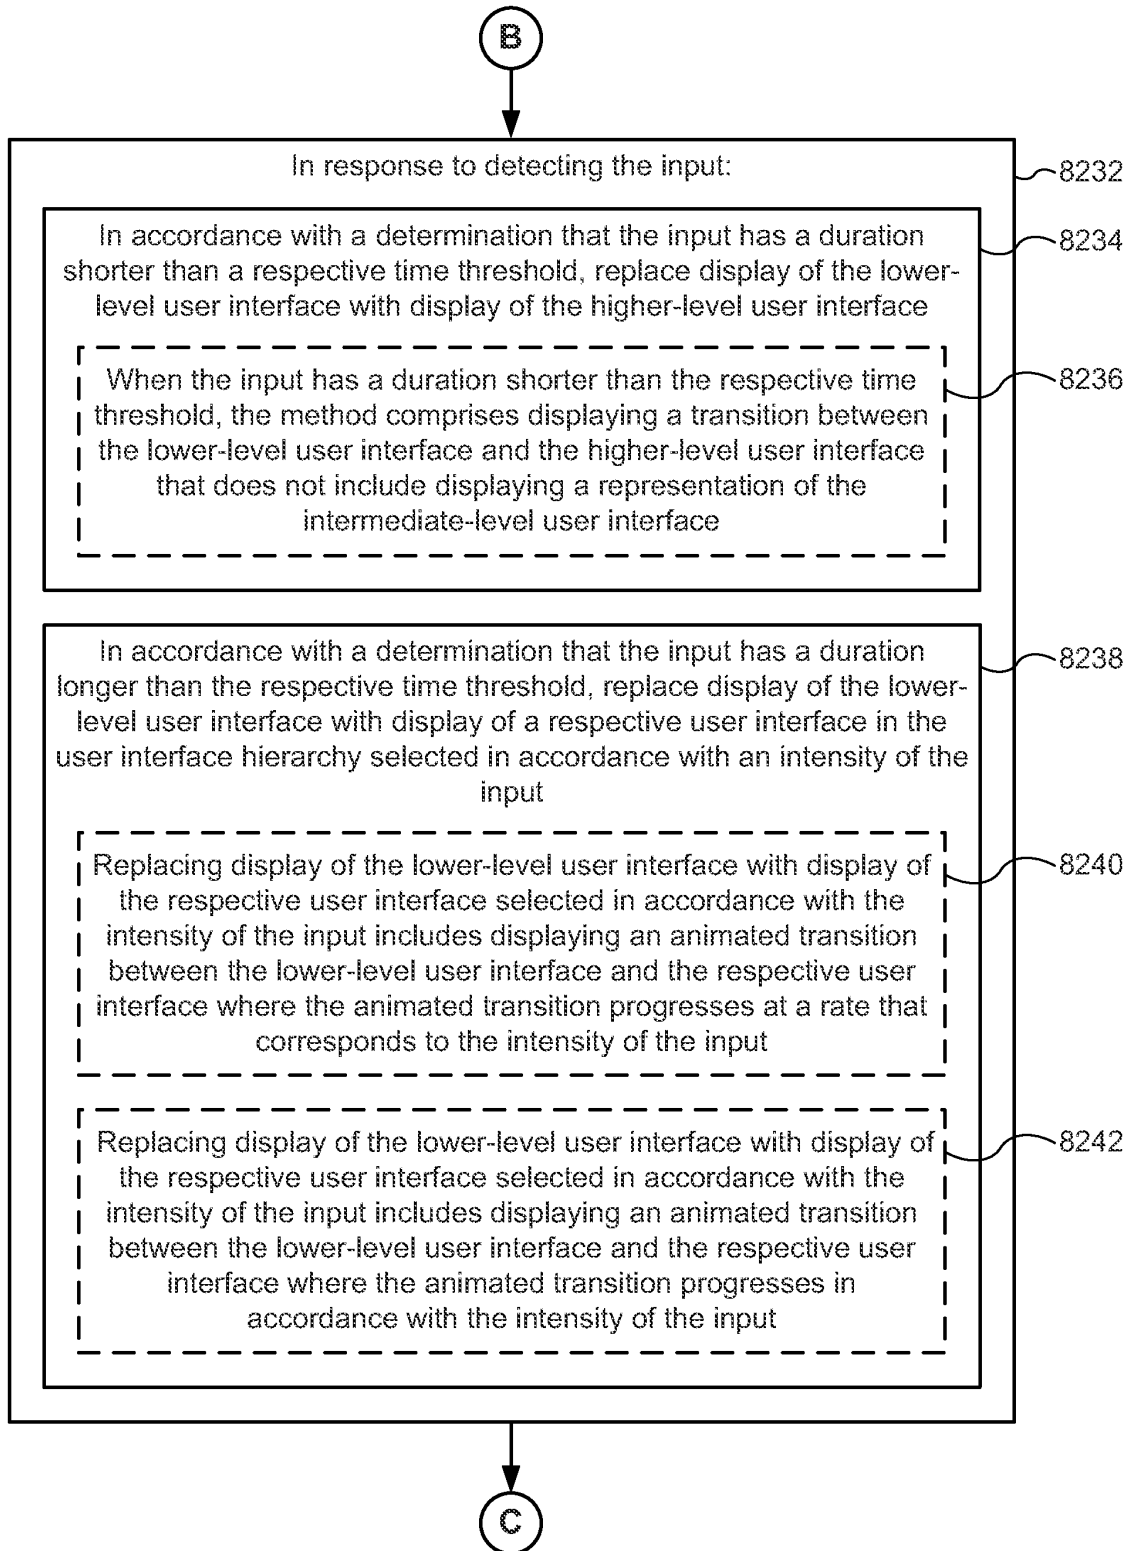 B
In response to detecting the input:
8232
In accordance with a determination that the input has a duration
shorter than a respective time threshold, replace display of the lower-
level user interface with display of the higher-level user interface
8234
When the input has a duration shorter than the respective time
threshold, the method comprises displaying a transition between
the lower-level user interface and the higher-level user interface
that does not include displaying a representation of the
intermediate-level user interface
8236
In accordance with a determination that the input has a duration
longer than the respective time threshold, replace display of the lower-
level user interface with display of a respective user interface in the
user interface hierarchy selected in accordance with an intensity of the
input
8238
Replacing display of the lower-level user interface with display of
the respective user interface selected in accordance with the
intensity of the input includes displaying an animated transition
between the lower-level user interface and the respective user
interface where the animated transition progresses at a rate that
corresponds to the intensity of the input
8240
Replacing display of the lower-level user interface with display of
the respective user interface selected in accordance with the
intensity of the input includes displaying an animated transition
between the lower-level user interface and the respective user
interface where the animated transition progresses in
accordance with the intensity of the input
8242
C